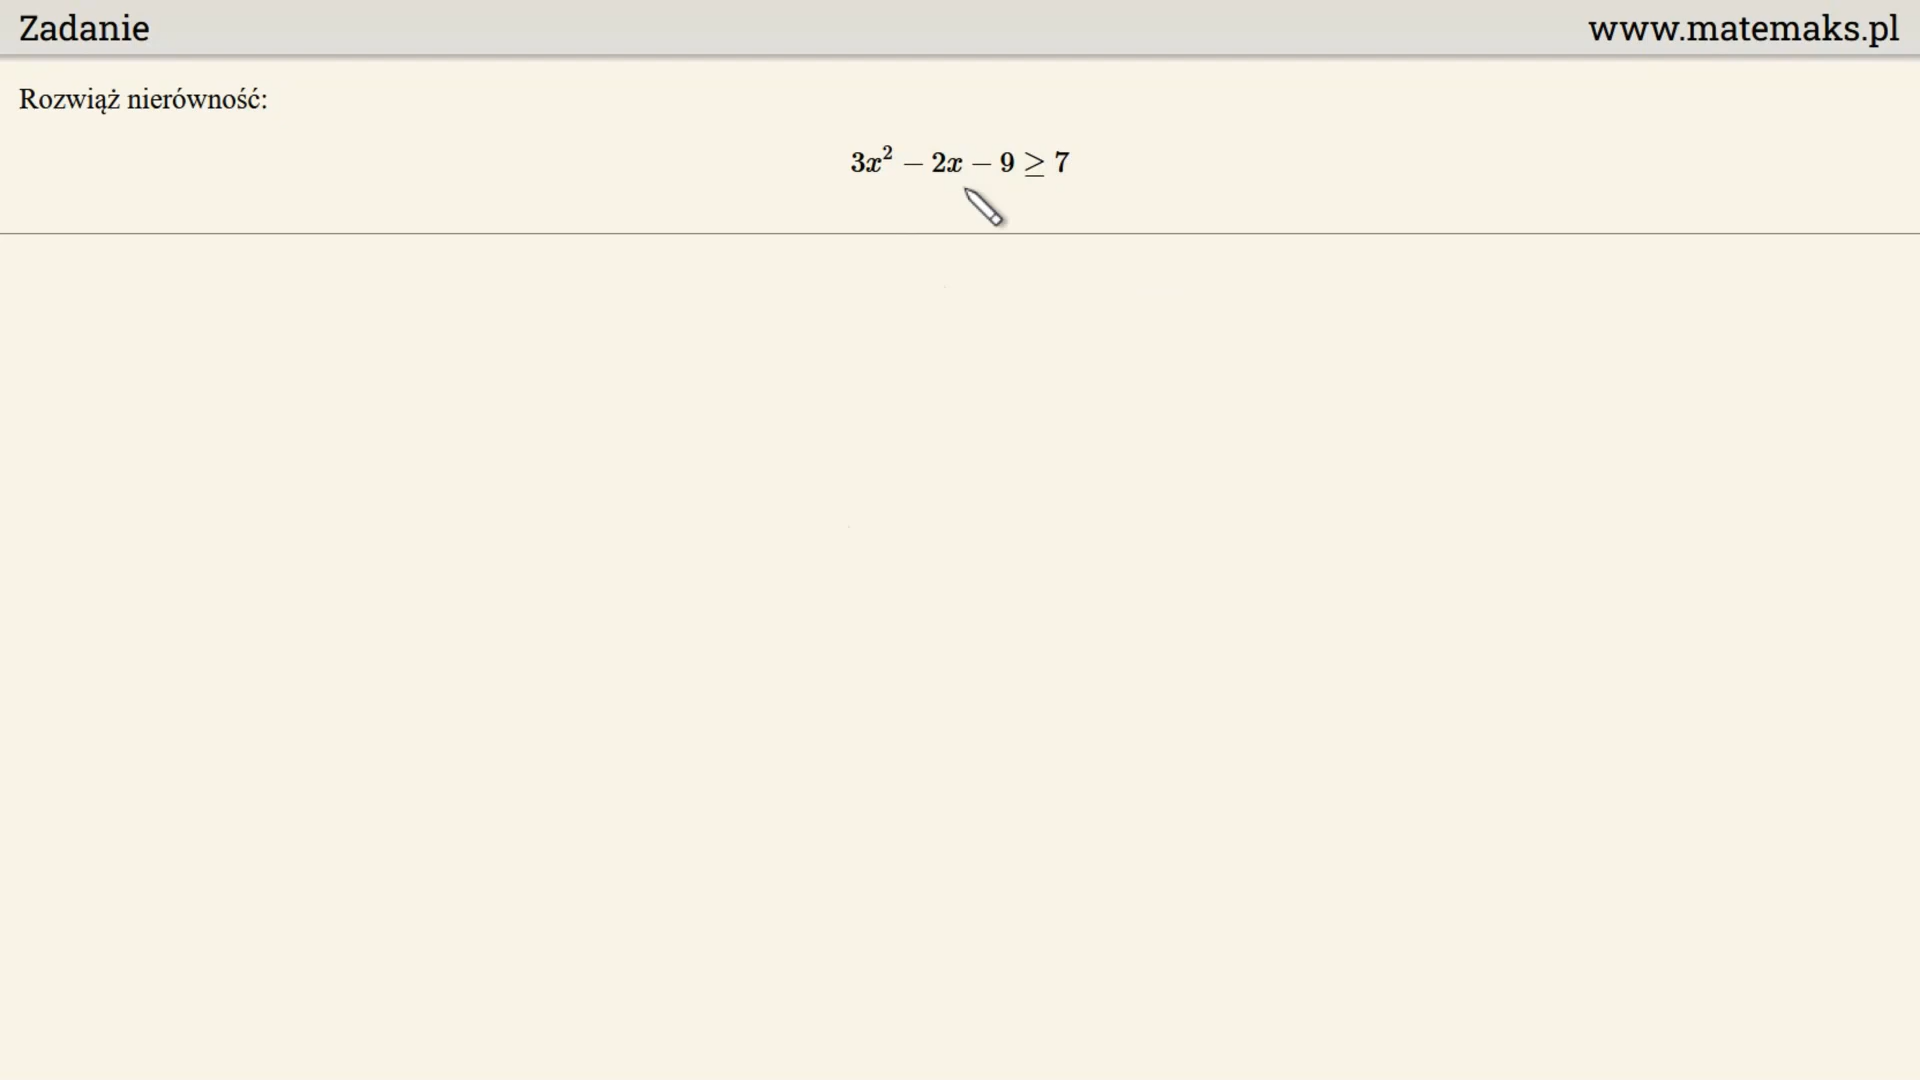 Zadanie
www.matemaks.pl
Rozwiąż nierówność:
3x² − 2x − 9 ≥ 7